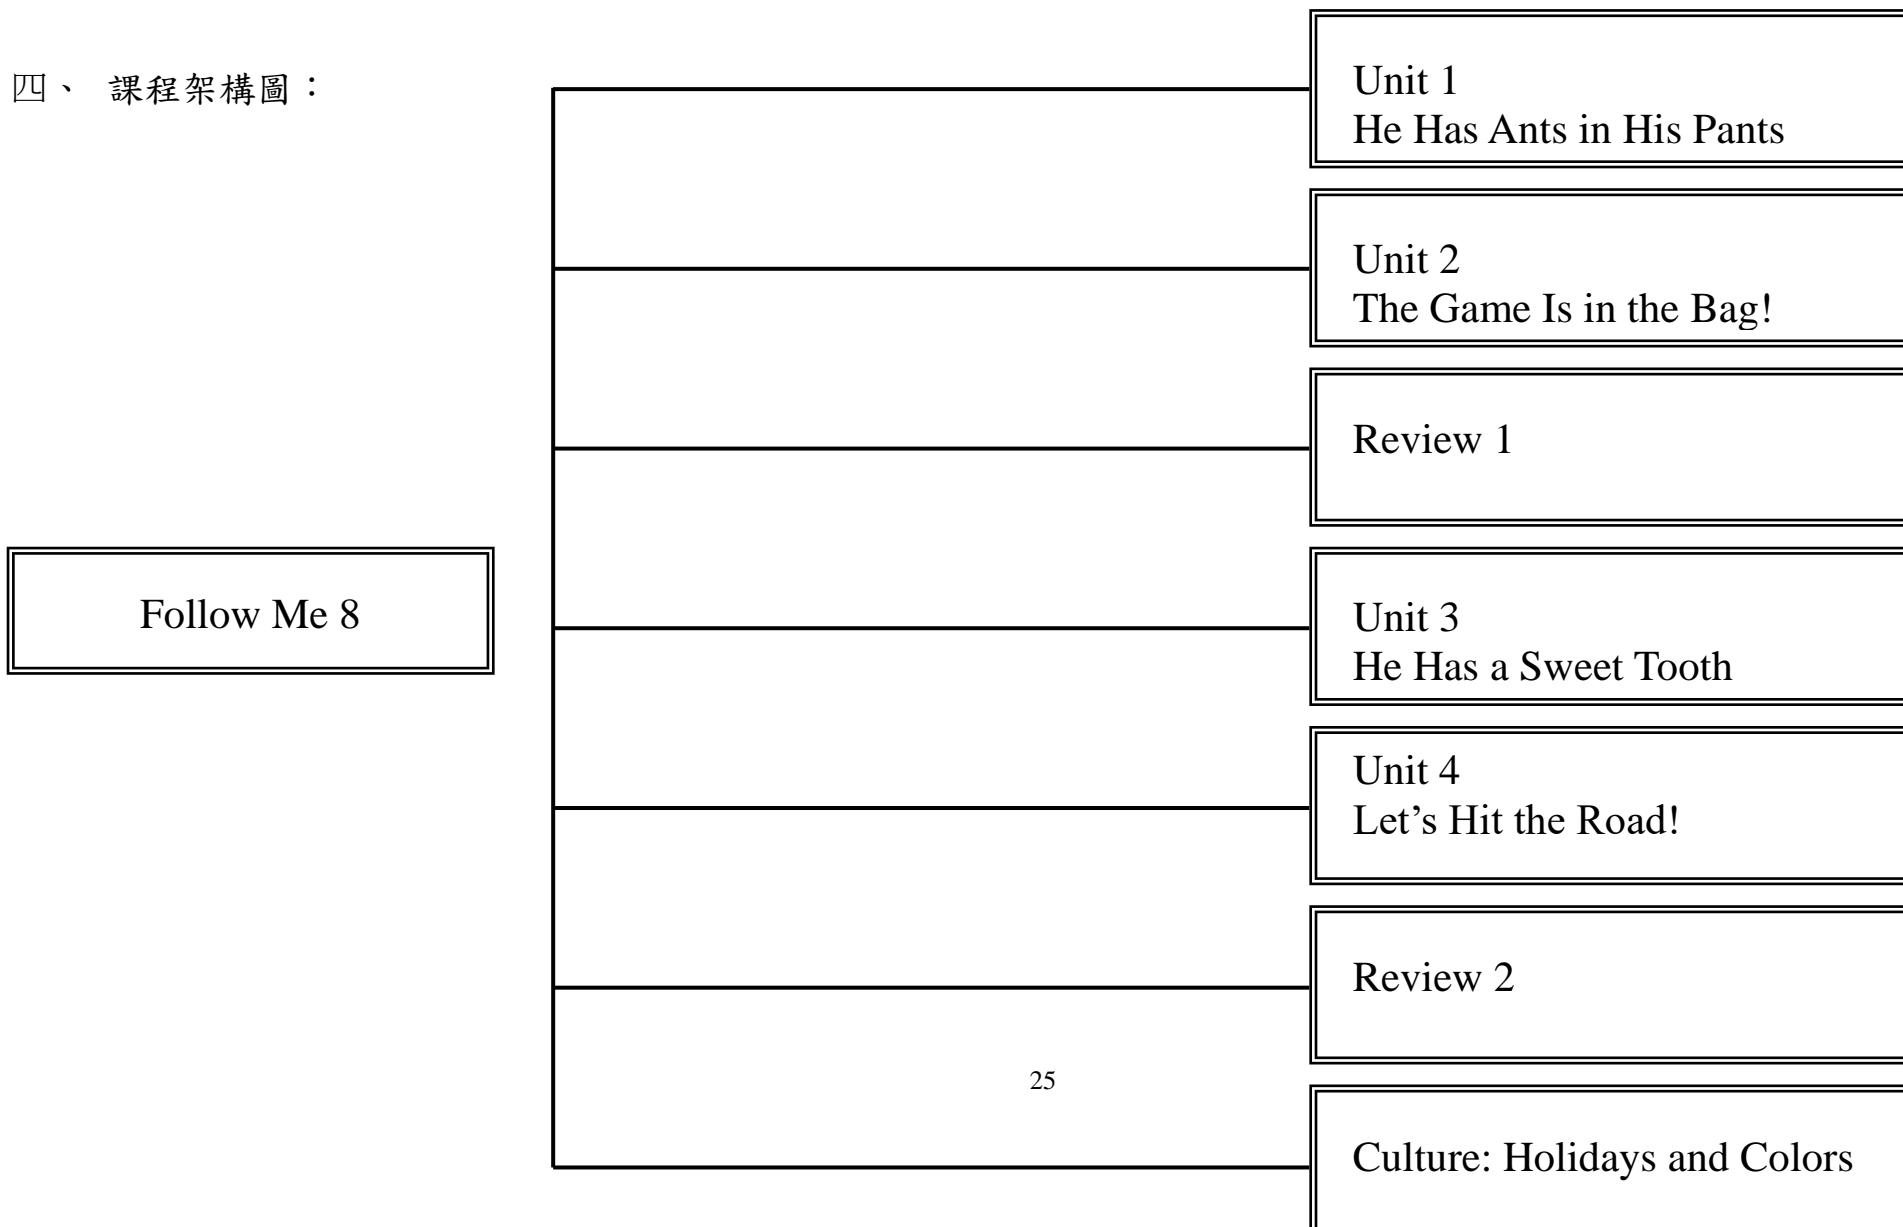 四、 課程架構圖：
Unit 1
He Has Ants in His Pants
Unit 2
The Game Is in the Bag!
Review 1
Follow Me 8
Unit 3
He Has a Sweet Tooth
Unit 4
Let’s Hit the Road!
Review 2
25
Culture: Holidays and Colors